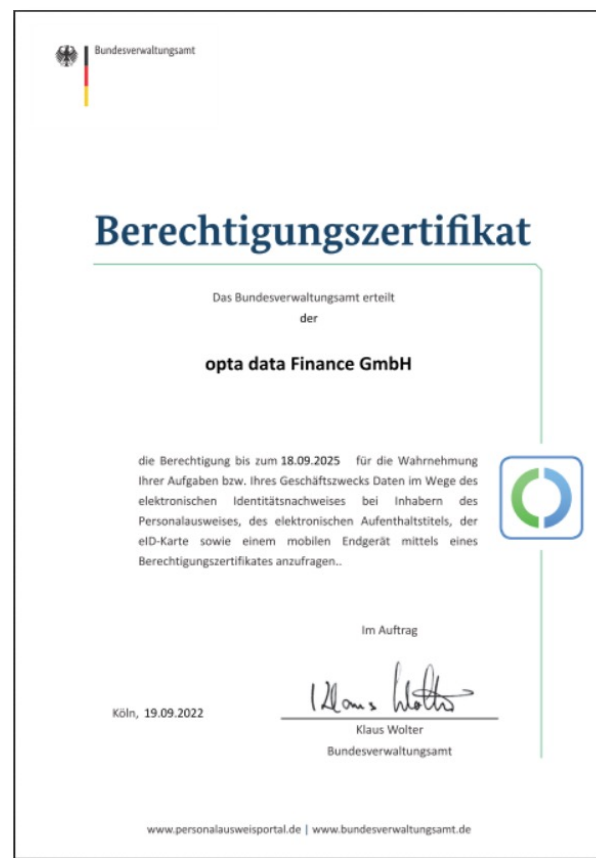 Bundesverwaltungsamt
Berechtigungszertifikat
Das Bundesverwaltungsamt erteilt
der
opta data Finance GmbH
die Berechtigung bis zum 18.09.2025 für die Wahrnehmung
Ihrer Aufgaben bzw. Ihres Geschäftszwecks Daten im Wege des
elektronischen Identitätsnachweises bei Inhabern des
Personalausweises, des elektronischen Aufenthaltstitels, der
eID-Karte sowie einem mobilen Endgerät mittels eines
Berechtigungszertifikates anzufragen..
Im Auftrag
Klaus Wolter
Köln, 19.09.2022
Klaus Wolter
Bundesverwaltungsamt
www.personalausweisportal.de | www.bundesverwaltungsamt.de